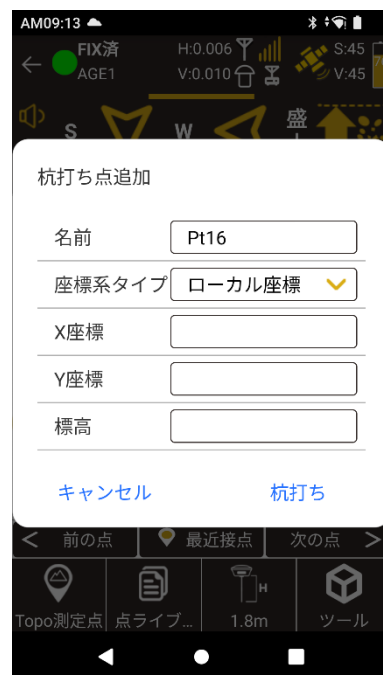 AM09:13
FIX済 H:0.006 S:45
AGE1 V:0.010 V:45
S W 盛
杭打ち点追加
名前 Pt16
座標系タイプ ローカル座標
X座標
Y座標
標高
キャンセル 杭打ち
< 前の点 最近接点 次の点 >
H
Topo測定点 点ライブ... 1.8m ツール